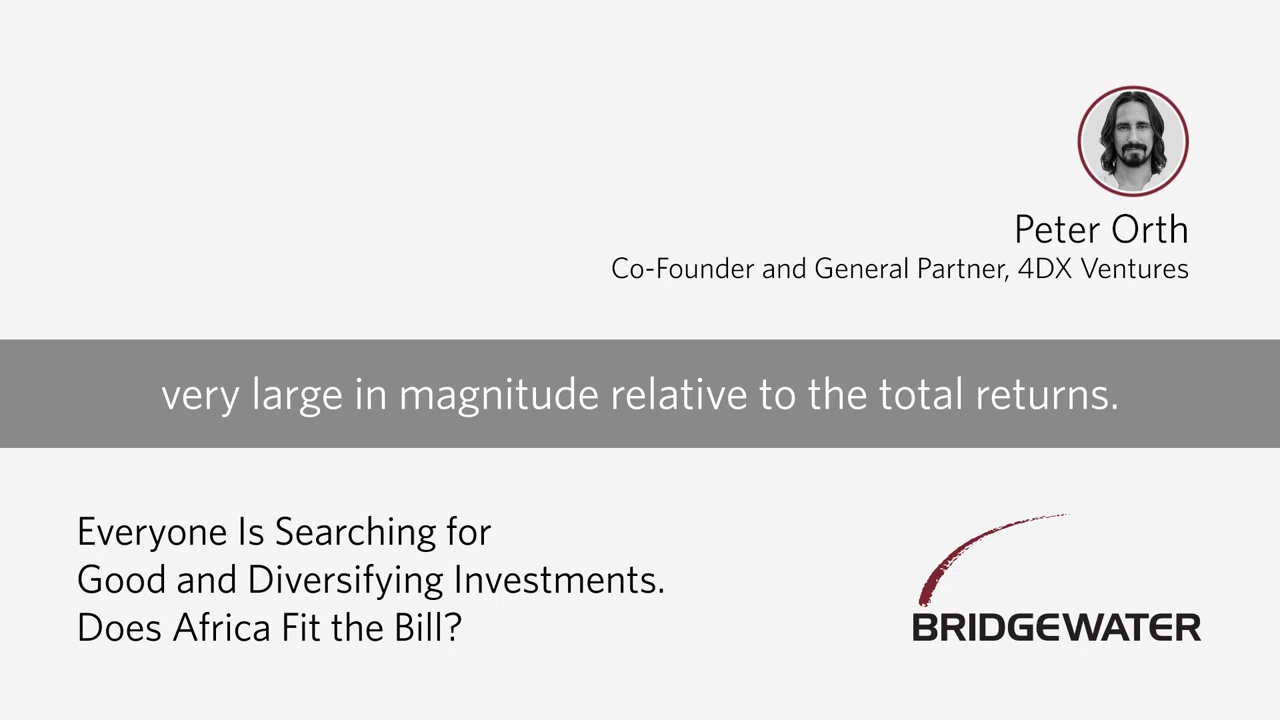 Peter Orth
Co-Founder and General Partner, 4DX Ventures
very large in magnitude relative to the total returns.
Everyone Is Searching for
Good and Diversifying Investments.
Does Africa Fit the Bill?
BRIDGEWATER